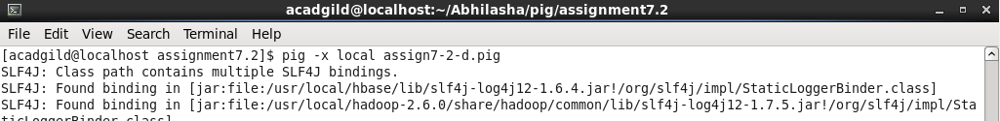 acadgild@localhost:~/Abhilasha/pig/assignment7.2
File Edit View Search Terminal Help
[acadgild@localhost assignment7.2]$ pig -x local assign7-2-d.pig
SLF4J: Class path contains multiple SLF4J bindings.
SLF4J: Found binding in [jar:file:/usr/local/hbase/lib/slf4j-log4j12-1.6.4.jar!/org/slf4j/impl/StaticLoggerBinder.class]
SLF4J: Found binding in [jar:file:/usr/local/hadoop-2.6.0/share/hadoop/common/lib/slf4j-log4j12-1.7.5.jar!/org/slf4j/impl/Sta
ticLoggerBinder.class]